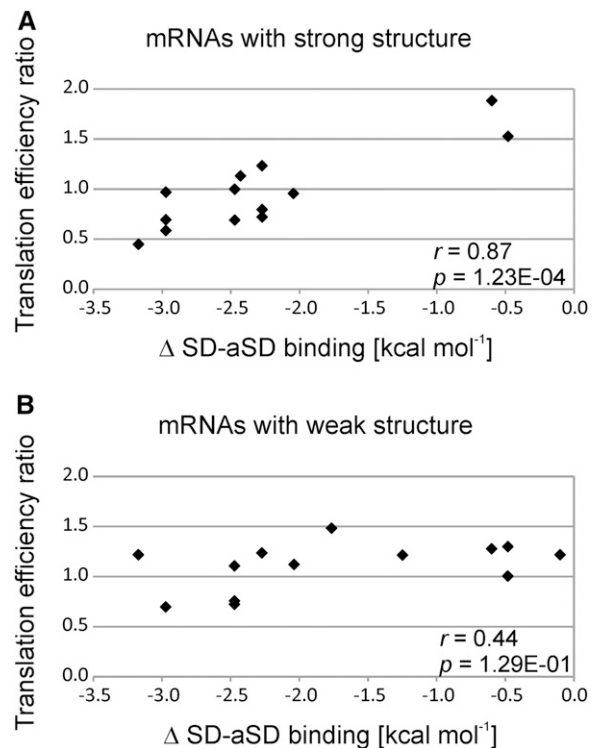 A
mRNAs with strong structure
Translation efficiency ratio
2.0
1.5
1.0
0.5
0.0
-3.5 -3.0 -2.5 -2.0 -1.5 -1.0 -0.5 0.0
r = 0.87
p = 1.23E-04
Δ SD-aSD binding [kcal mol⁻¹]
B
mRNAs with weak structure
Translation efficiency ratio
2.0
1.5
1.0
0.5
0.0
-3.5 -3.0 -2.5 -2.0 -1.5 -1.0 -0.5 0.0
r = 0.44
p = 1.29E-01
Δ SD-aSD binding [kcal mol⁻¹]